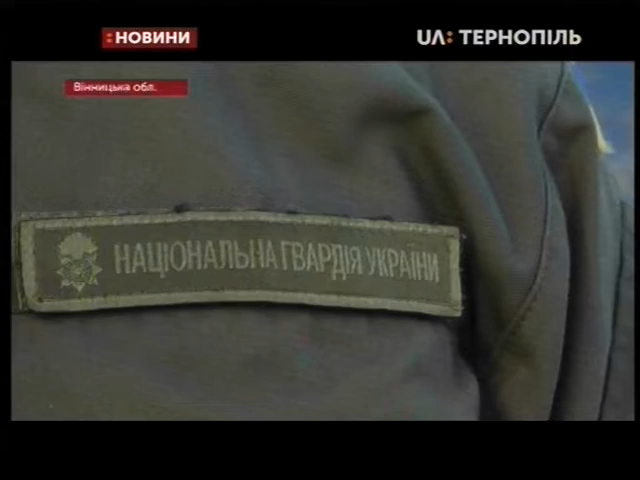 :НОВИНИ
UA: ТЕРНОПІЛЬ
Вінницька обл.
НАЦІОНАЛЬНА ГВАРДІЯ УКРАЇНИ